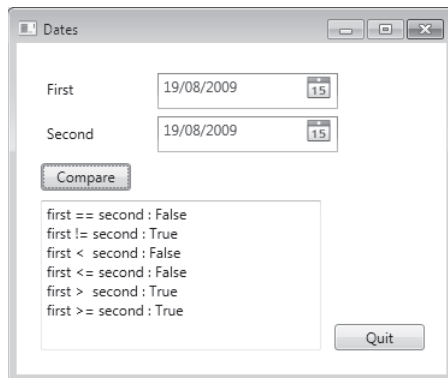 Dates
First
19/08/2009
15
Second
19/08/2009
15
Compare
first == second : False
first != second : True
first <  second : False
first <= second : False
first >  second : True
first >= second : True
Quit